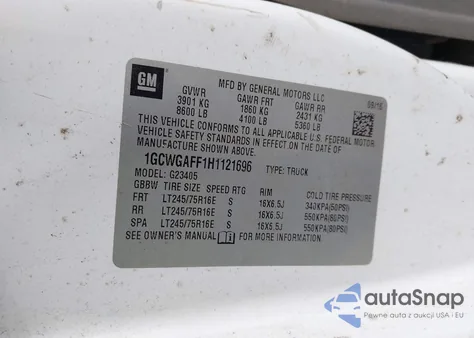 GM
MFD BY GENERAL MOTORS LLC
GVWR GAWR FRT GAWR RR
3901 KG 1860 KG 2431 KG
8600 LB 4100 LB 5360 LB
THIS VEHICLE CONFORMS TO ALL APPLICABLE U.S. FEDERAL MOTOR
VEHICLE SAFETY STANDARDS IN EFFECT ON THE DATE OF
MANUFACTURE SHOWN ABOVE.
1GCWGAFF1H1121696 TYPE: TRUCK
MODEL: G23405
GBBW TIRE SIZE SPEED RTG RIM COLD TIRE PRESSURE
FRT LT245/75R16E S 16X6.5J 340KPA(50PSI)
RR LT245/75R16E S 16X6.5J 550KPA(80PSI)
SPA LT245/75R16E S 16X6.5J 550KPA(80PSI)
SEE OWNER'S MANUAL FOR MORE INFORMATION.
autoSnap
Pewne auta z aukcji USA i EU